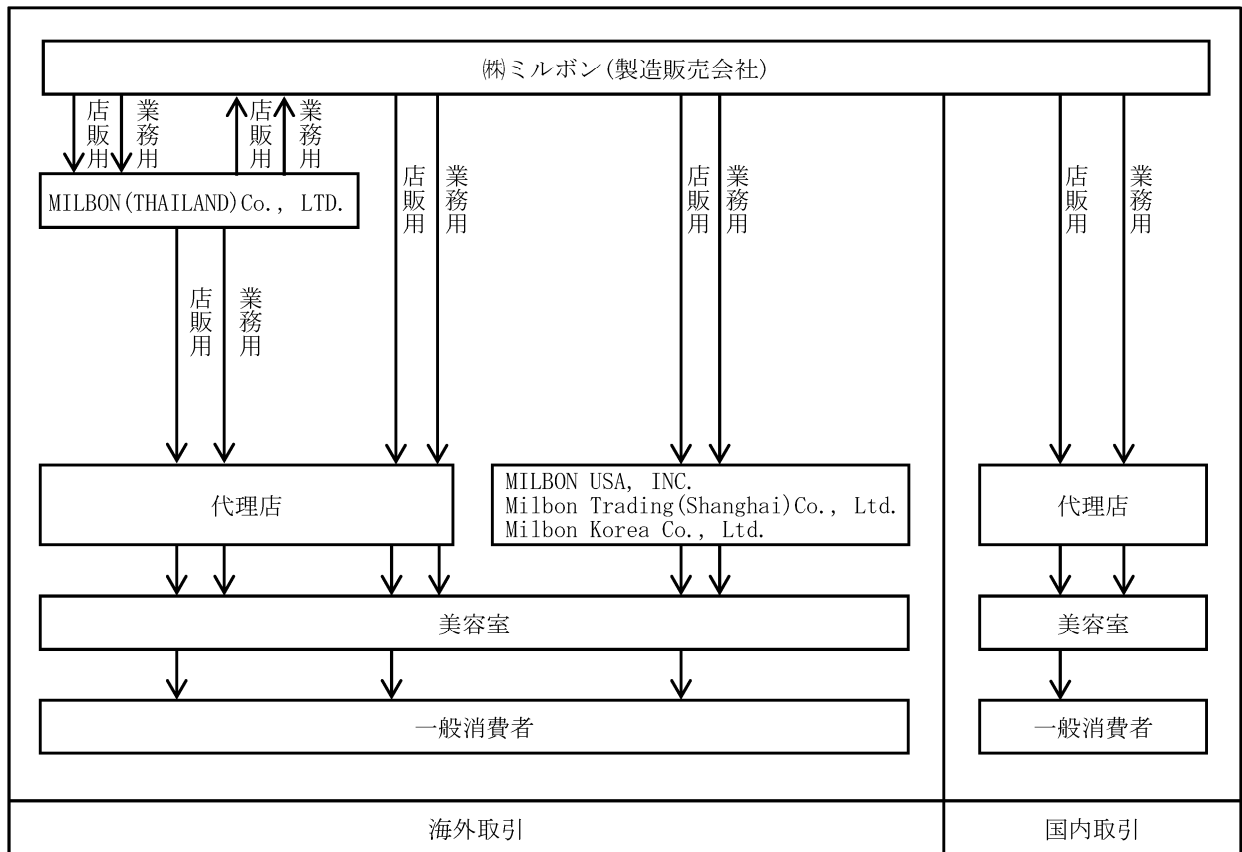 ㈱ミルボン(製造販売会社)
店販用
業務用
店販用
業務用
MILBON(THAILAND)Co., LTD.
店販用
業務用
店販用
業務用
店販用
業務用
店販用
業務用
代理店
MILBON USA, INC.
Milbon Trading(Shanghai)Co., Ltd.
Milbon Korea Co., Ltd.
代理店
美容室
美容室
一般消費者
一般消費者
海外取引
国内取引